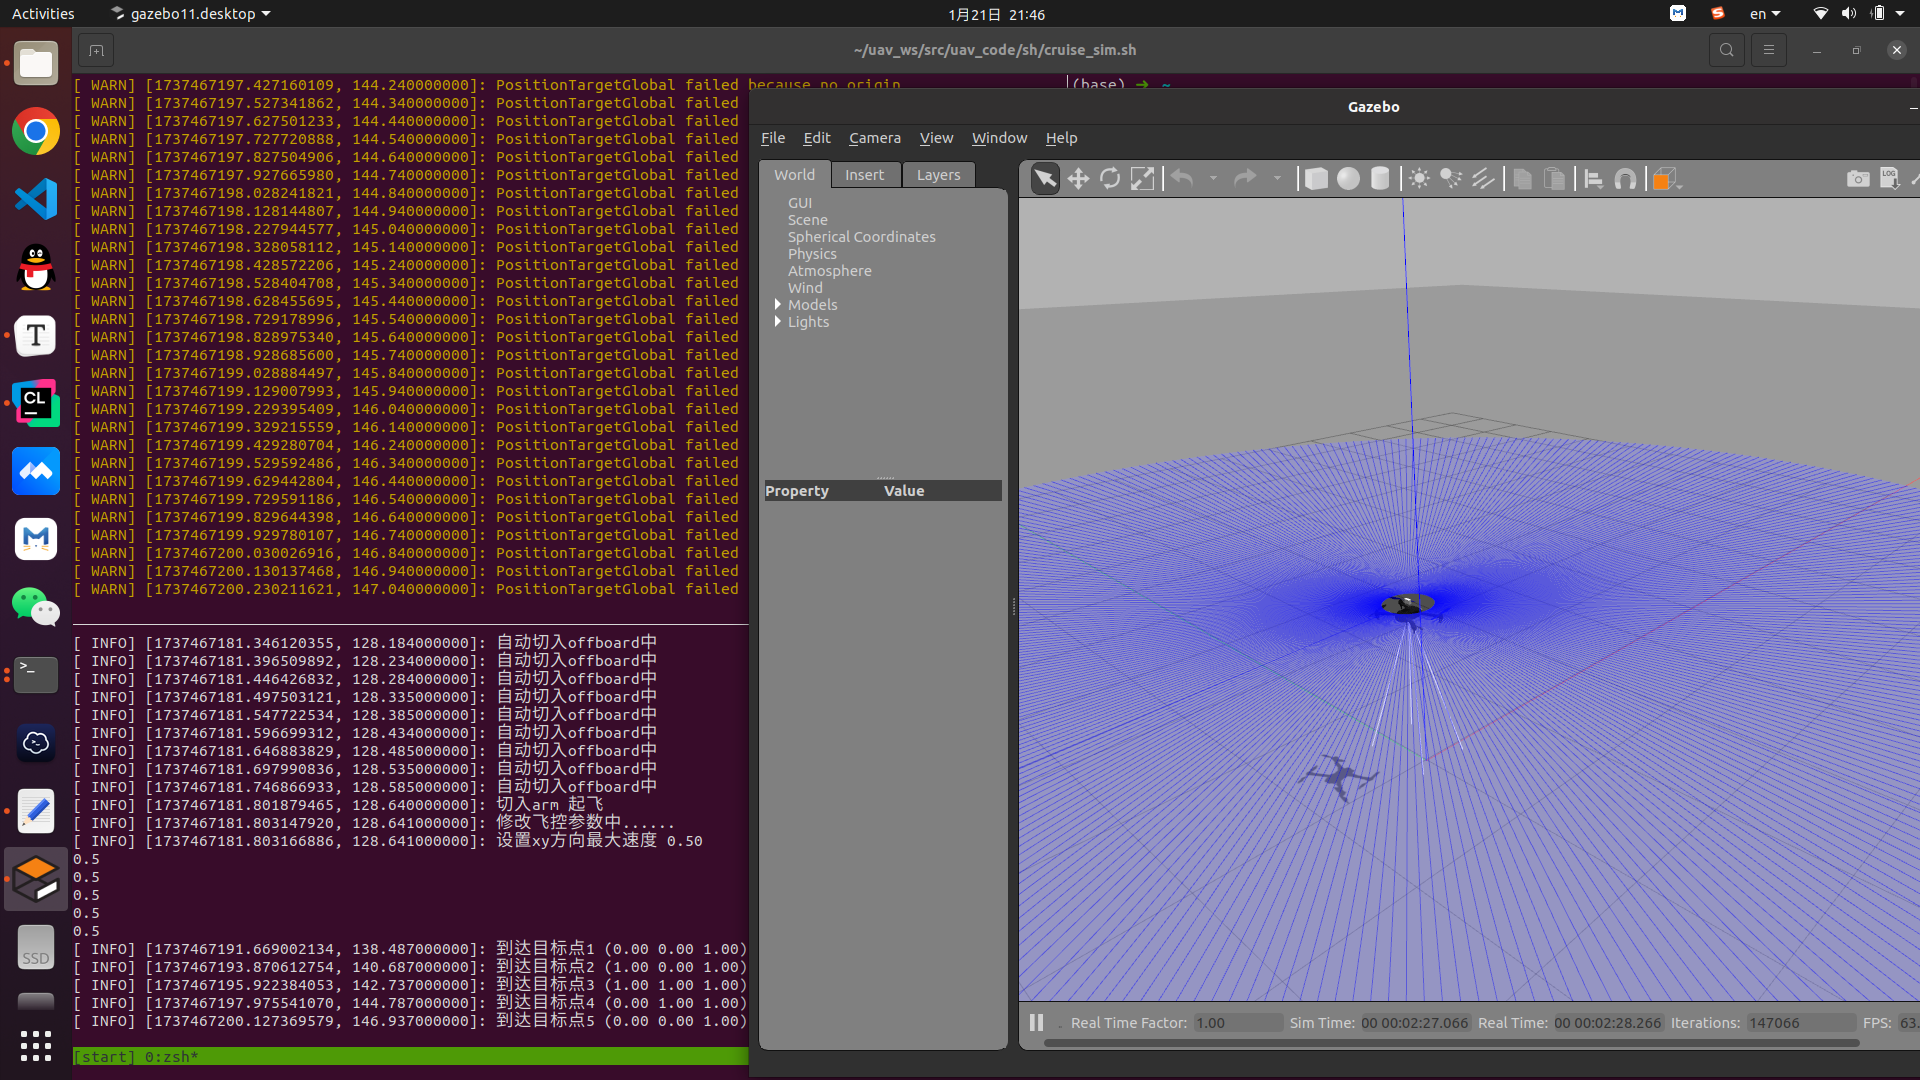 Activities
gazebo11.desktop
1月21日 21:46
en
~/uav_ws/src/uav_code/sh/cruise_sim.sh
[ WARN] [1737467197.427160109, 144.240000000]: PositionTargetGlobal failed because no origin
(base) ➜ ~
[ WARN] [1737467197.527341862, 144.340000000]: PositionTargetGlobal failed
[ WARN] [1737467197.627501233, 144.440000000]: PositionTargetGlobal failed
[ WARN] [1737467197.727720888, 144.540000000]: PositionTargetGlobal failed
[ WARN] [1737467197.827504906, 144.640000000]: PositionTargetGlobal failed
[ WARN] [1737467197.927665980, 144.740000000]: PositionTargetGlobal failed
[ WARN] [1737467198.028241821, 144.840000000]: PositionTargetGlobal failed
[ WARN] [1737467198.128144807, 144.940000000]: PositionTargetGlobal failed
[ WARN] [1737467198.227944577, 145.040000000]: PositionTargetGlobal failed
[ WARN] [1737467198.328058112, 145.140000000]: PositionTargetGlobal failed
[ WARN] [1737467198.428572206, 145.240000000]: PositionTargetGlobal failed
[ WARN] [1737467198.528404708, 145.340000000]: PositionTargetGlobal failed
[ WARN] [1737467198.628455695, 145.440000000]: PositionTargetGlobal failed
[ WARN] [1737467198.729178996, 145.540000000]: PositionTargetGlobal failed
[ WARN] [1737467198.828975340, 145.640000000]: PositionTargetGlobal failed
[ WARN] [1737467198.928685600, 145.740000000]: PositionTargetGlobal failed
[ WARN] [1737467199.028884497, 145.840000000]: PositionTargetGlobal failed
[ WARN] [1737467199.129007993, 145.940000000]: PositionTargetGlobal failed
[ WARN] [1737467199.229395409, 146.040000000]: PositionTargetGlobal failed
[ WARN] [1737467199.329215559, 146.140000000]: PositionTargetGlobal failed
[ WARN] [1737467199.429280704, 146.240000000]: PositionTargetGlobal failed
[ WARN] [1737467199.529592486, 146.340000000]: PositionTargetGlobal failed
[ WARN] [1737467199.629442804, 146.440000000]: PositionTargetGlobal failed
[ WARN] [1737467199.729591186, 146.540000000]: PositionTargetGlobal failed
[ WARN] [1737467199.829644398, 146.640000000]: PositionTargetGlobal failed
[ WARN] [1737467199.929780107, 146.740000000]: PositionTargetGlobal failed
[ WARN] [1737467200.030026916, 146.840000000]: PositionTargetGlobal failed
[ WARN] [1737467200.130137468, 146.940000000]: PositionTargetGlobal failed
[ WARN] [1737467200.230211621, 147.040000000]: PositionTargetGlobal failed
[ INFO] [1737467181.346120355, 128.184000000]: 自动切入offboard中
[ INFO] [1737467181.396509892, 128.234000000]: 自动切入offboard中
[ INFO] [1737467181.446426832, 128.284000000]: 自动切入offboard中
[ INFO] [1737467181.497503121, 128.335000000]: 自动切入offboard中
[ INFO] [1737467181.547722534, 128.385000000]: 自动切入offboard中
[ INFO] [1737467181.596699312, 128.434000000]: 自动切入offboard中
[ INFO] [1737467181.646883829, 128.485000000]: 自动切入offboard中
[ INFO] [1737467181.697990836, 128.535000000]: 自动切入offboard中
[ INFO] [1737467181.746866933, 128.585000000]: 自动切入offboard中
[ INFO] [1737467181.801879465, 128.640000000]: 切入arm 起飞
[ INFO] [1737467181.803147920, 128.641000000]: 修改飞控参数中......
[ INFO] [1737467181.803166886, 128.641000000]: 设置xy方向最大速度 0.50
0.5
0.5
0.5
0.5
0.5
[ INFO] [1737467191.669002134, 138.487000000]: 到达目标点1 (0.00 0.00 1.00)
[ INFO] [1737467193.870612754, 140.687000000]: 到达目标点2 (1.00 0.00 1.00)
[ INFO] [1737467195.922384053, 142.737000000]: 到达目标点3 (1.00 1.00 1.00)
[ INFO] [1737467197.975541070, 144.787000000]: 到达目标点4 (0.00 1.00 1.00)
[ INFO] [1737467200.127369579, 146.937000000]: 到达目标点5 (0.00 0.00 1.00)
[start] 0:zsh*
Gazebo
File Edit Camera View Window Help
World Insert Layers
GUI
Scene
Spherical Coordinates
Physics
Atmosphere
Wind
Models
Lights
Property Value
LOG
Real Time Factor: 1.00 Sim Time: 00 00:02:27.066 Real Time: 00 00:02:28.266 Iterations: 147066 FPS: 63.
T
CL
SSD